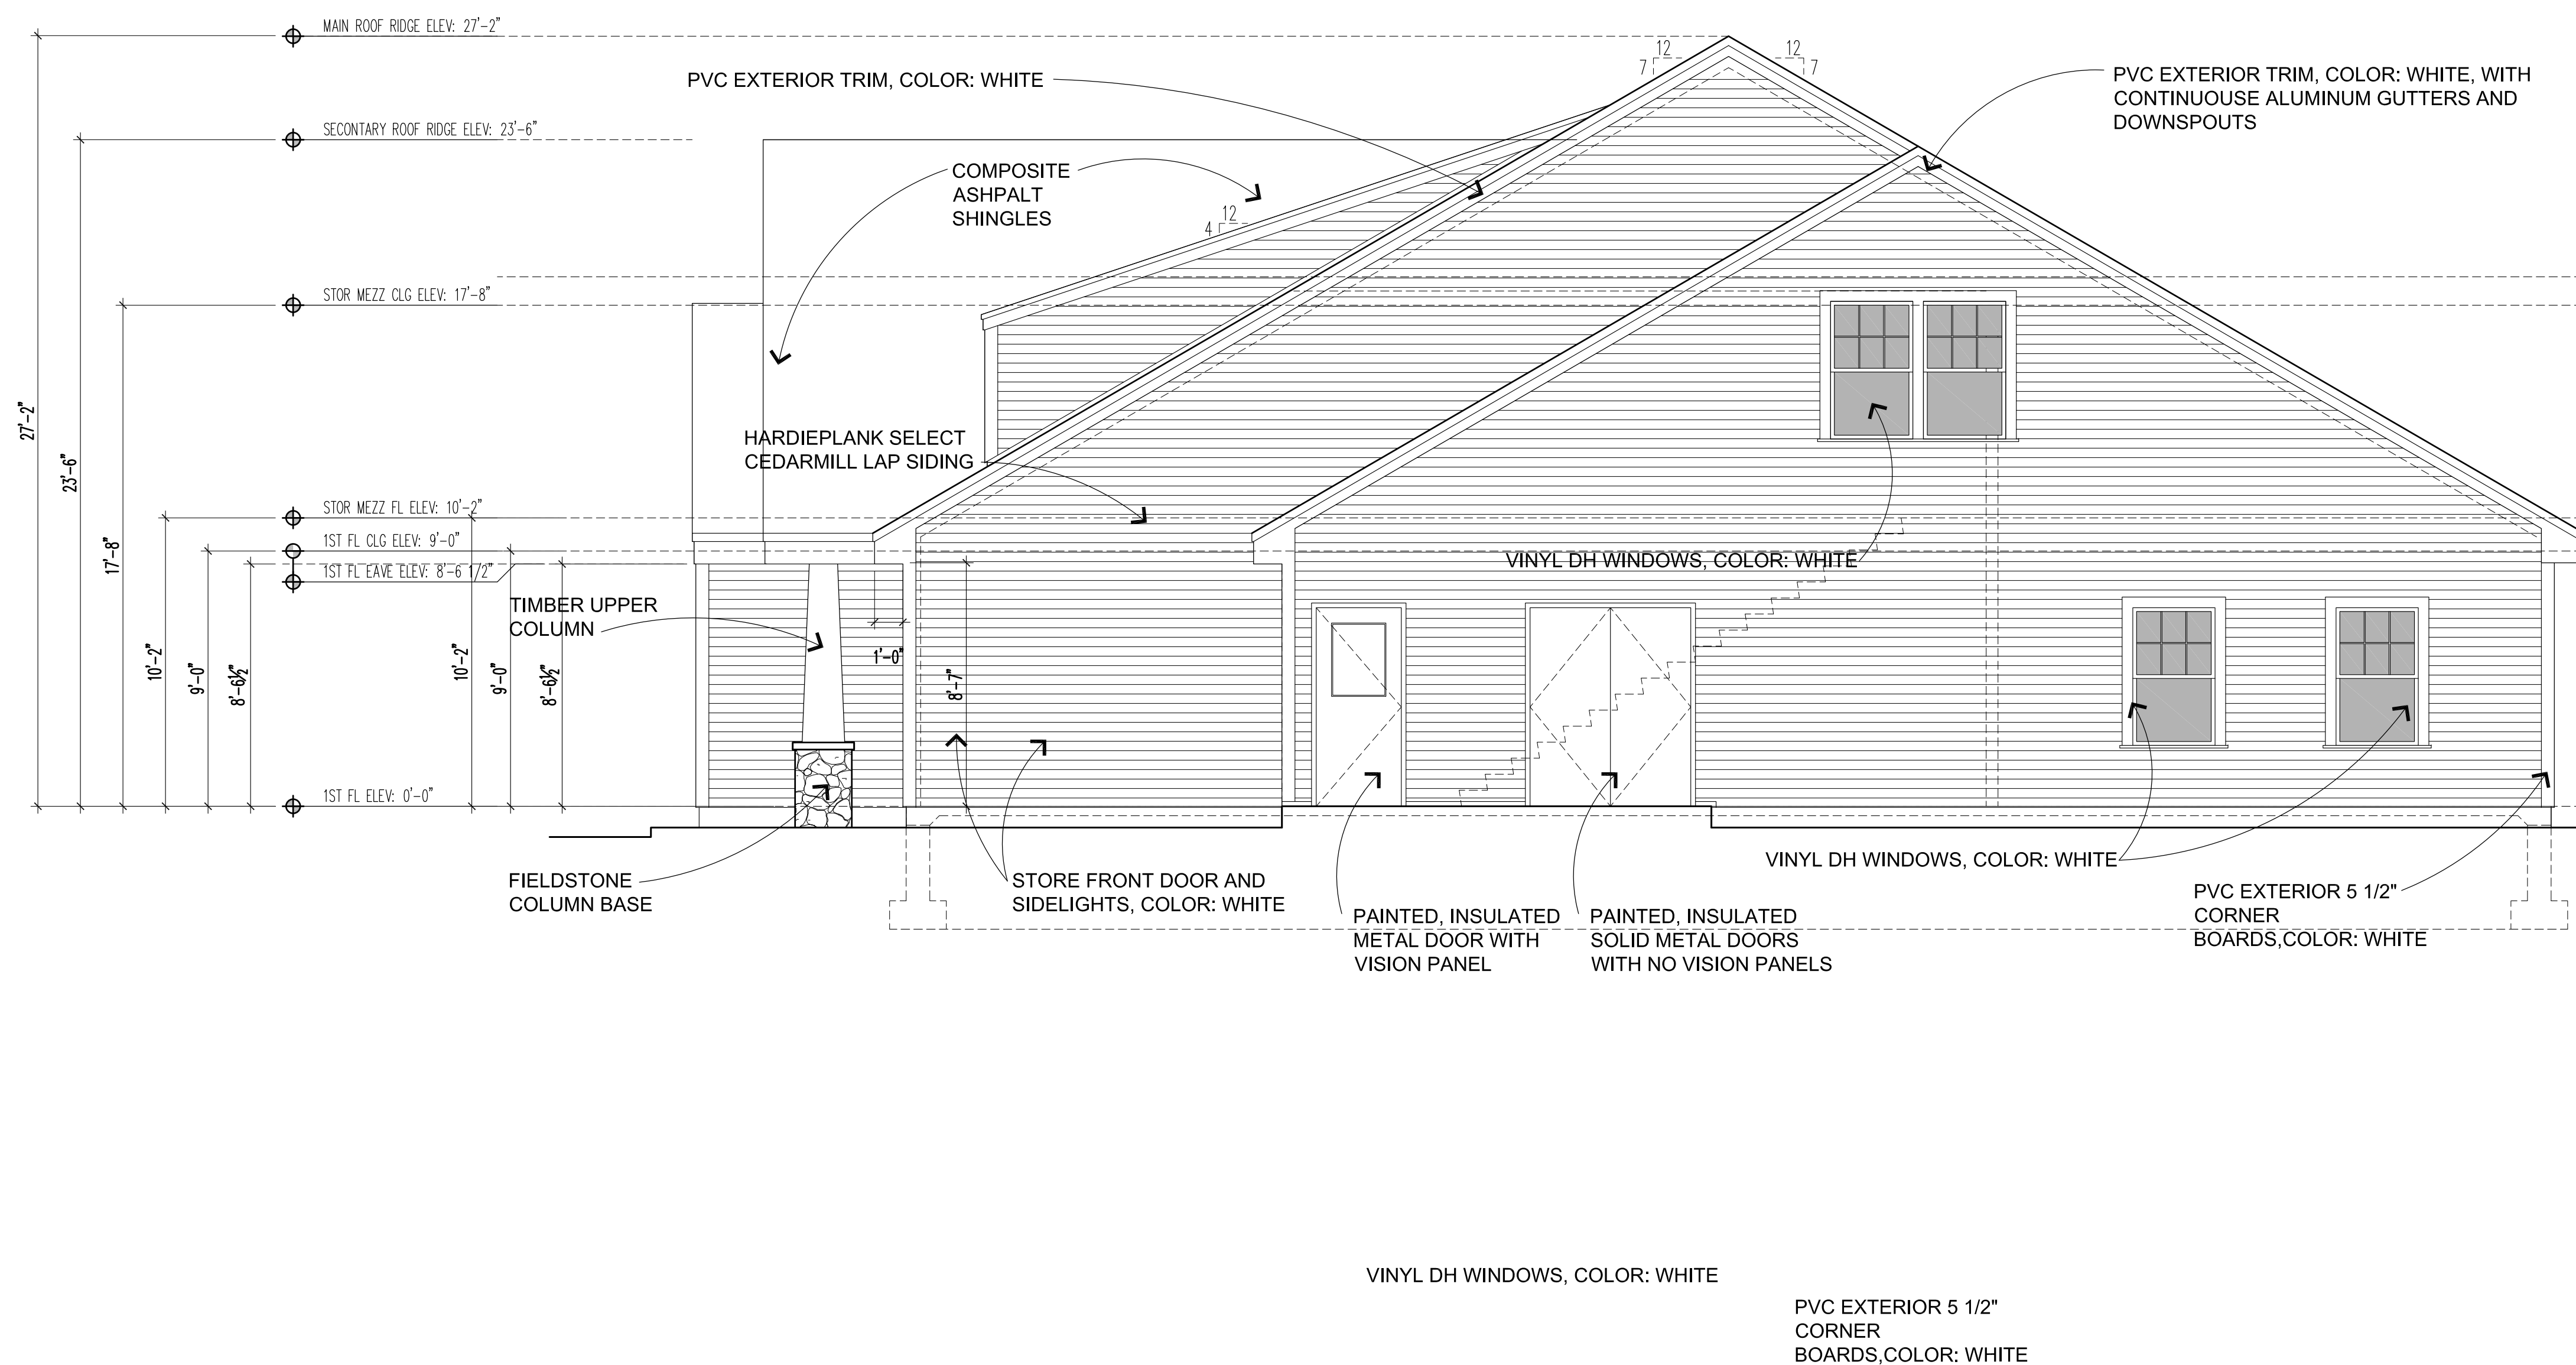 MAIN ROOF RIDGE ELEV: 27'-2"
12
12
7
7
PVC EXTERIOR TRIM, COLOR: WHITE
PVC EXTERIOR TRIM, COLOR: WHITE, WITH
CONTINUOUSE ALUMINUM GUTTERS AND
DOWNSPOUTS
SECONTARY ROOF RIDGE ELEV: 23'-6"
COMPOSITE
ASHPALT
SHINGLES
12
4
STOR MEZZ CLG ELEV: 17'-8"
27'-2"
23'-6"
17'-8"
HARDIEPLANK SELECT
CEDARMILL LAP SIDING
STOR MEZZ FL ELEV: 10'-2"
1ST FL CLG ELEV: 9'-0"
1ST FL EAVE ELEV: 8'-6 1/2"
VINYL DH WINDOWS, COLOR: WHITE
TIMBER UPPER
COLUMN
10'-2"
9'-0"
8'-6½"
10'-2"
9'-0"
8'-6½"
1'-0"
8'-7"
1ST FL ELEV: 0'-0"
FIELDSTONE
COLUMN BASE
STORE FRONT DOOR AND
SIDELIGHTS, COLOR: WHITE
PAINTED, INSULATED
METAL DOOR WITH
VISION PANEL
PAINTED, INSULATED
SOLID METAL DOORS
WITH NO VISION PANELS
VINYL DH WINDOWS, COLOR: WHITE
PVC EXTERIOR 5 1/2"
CORNER
BOARDS,COLOR: WHITE
VINYL DH WINDOWS, COLOR: WHITE
PVC EXTERIOR 5 1/2"
CORNER
BOARDS,COLOR: WHITE